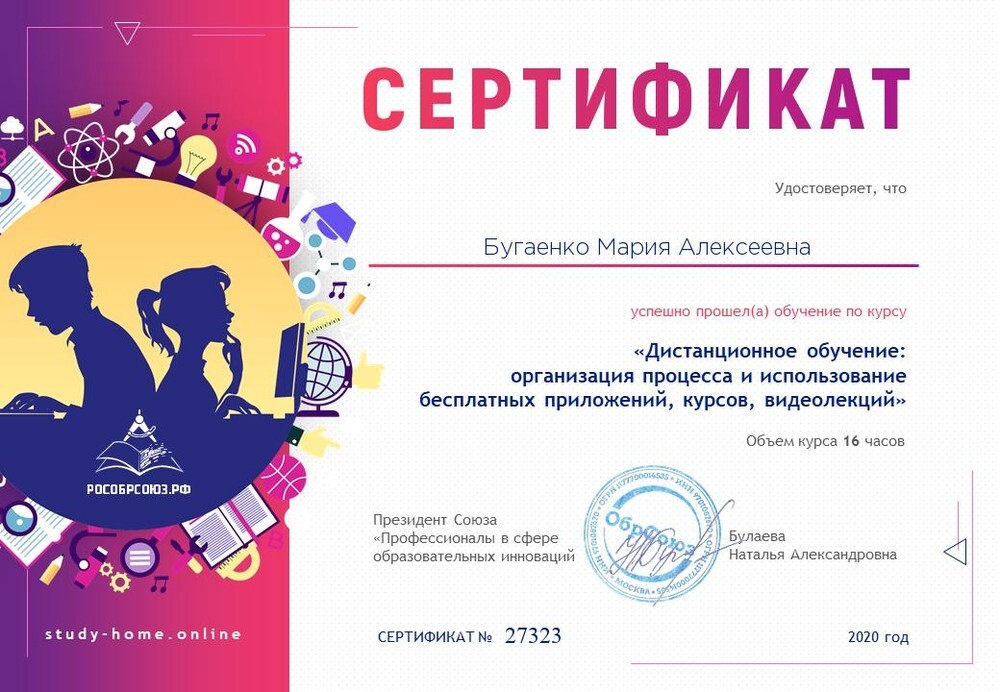 СЕРТИФИКАТ
Удостоверяет, что
Бугаенко Мария Алексеевна
успешно прошел(а) обучение по курсу
«Дистанционное обучение:
организация процесса и использование
бесплатных приложений, курсов, видеолекций»
Объем курса 16 часов
РОСОБРСОЮЗ.РФ
Президент Союза
«Профессионалы в сфере
образовательных инноваций
ОбрСоюз
МОСКВА
Булаева
Наталья Александровна
study-home.online
СЕРТИФИКАТ № 27323
2020 год